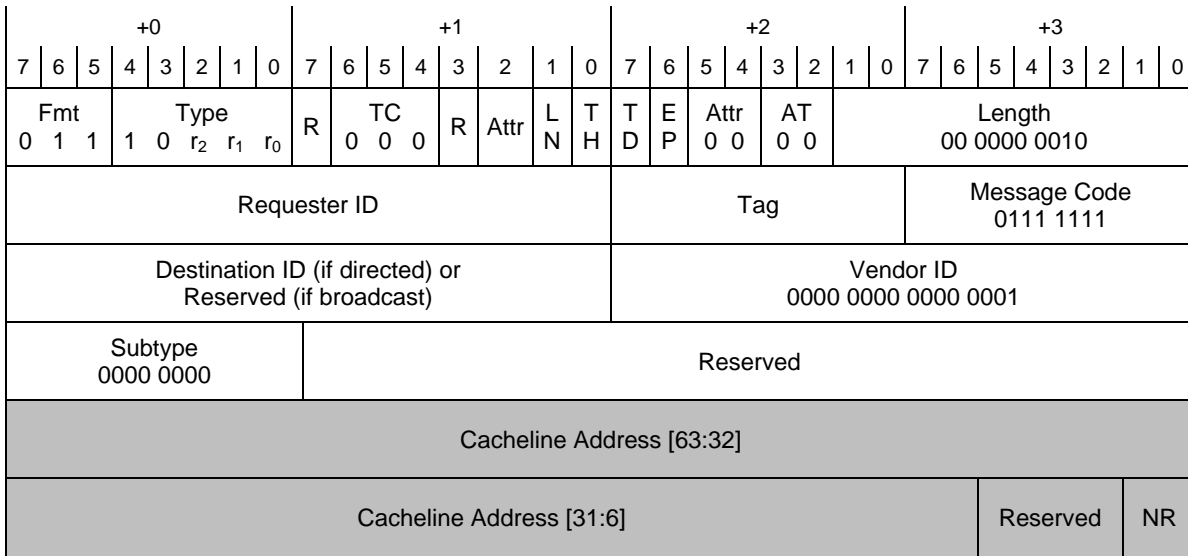 +0 +1 +2 +3
7 6 5 4 3 2 1 0 7 6 5 4 3 2 1 0 7 6 5 4 3 2 1 0 7 6 5 4 3 2 1 0
Fmt Type R TC R Attr L N T H T D E P Attr AT Length
0 1 1 1 0 r₂ r₁ r₀ 0 0 0 0 0 0 0 00 0000 0010
Requester ID Tag Message Code
0111 1111
Destination ID (if directed) or Vendor ID
Reserved (if broadcast) 0000 0000 0000 0001
Subtype Reserved
0000 0000
Cacheline Address [63:32]
Cacheline Address [31:6] Reserved NR